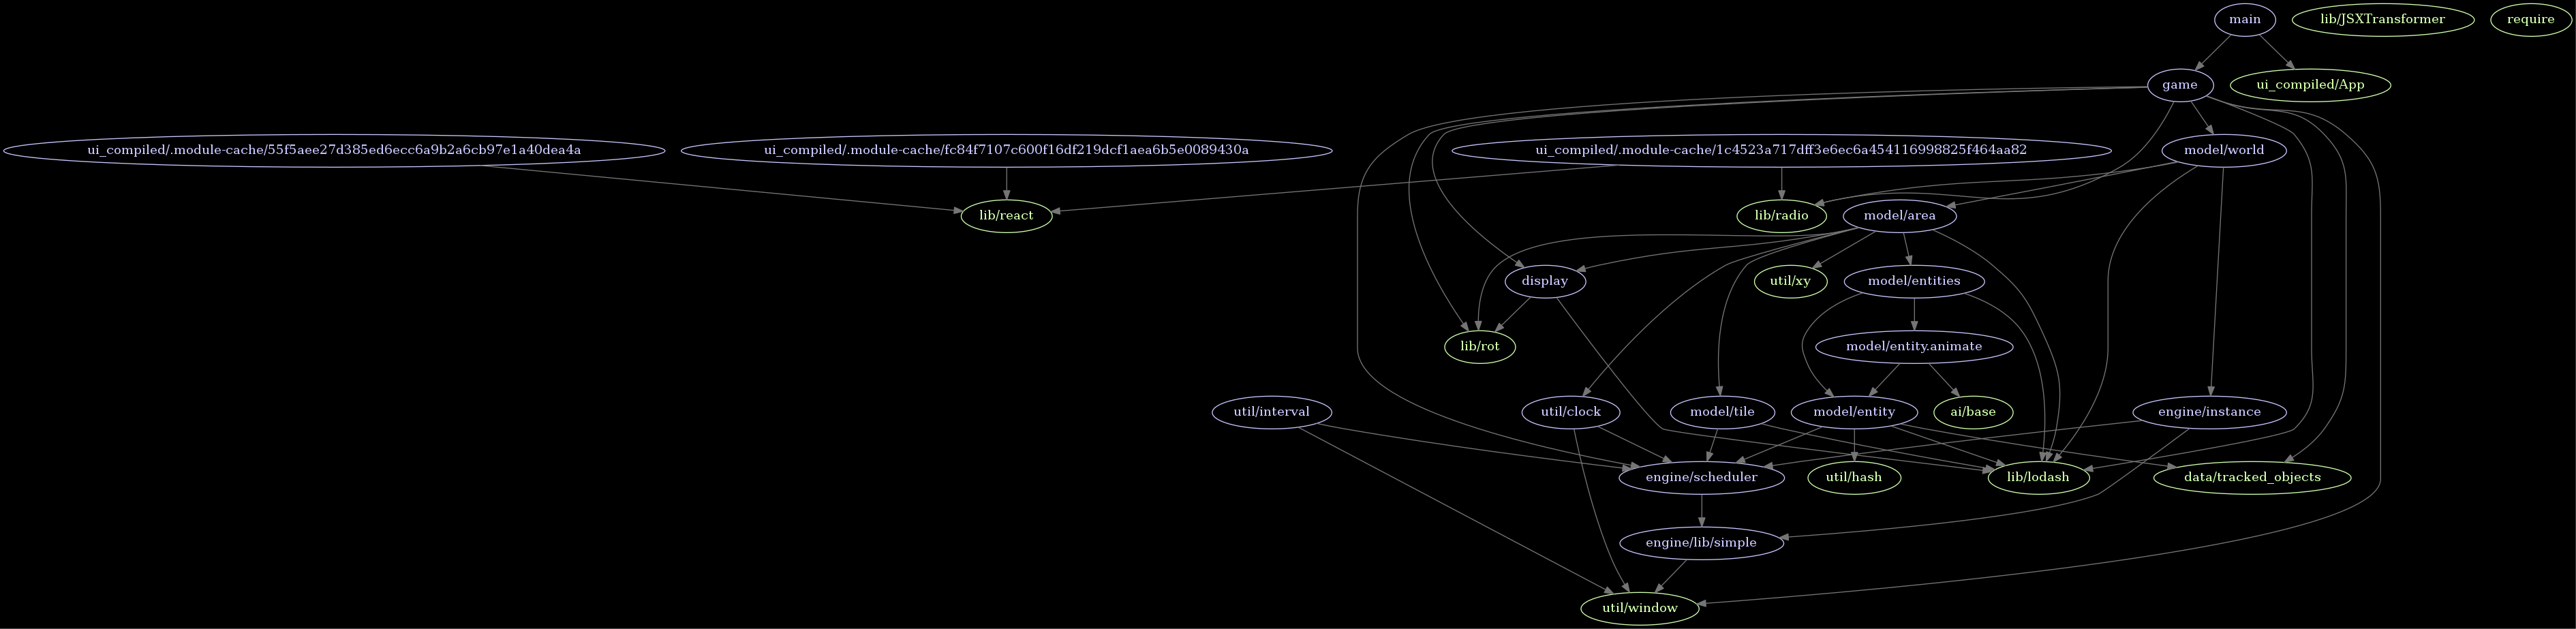 main
lib/JSXTransformer
require
game
ui_compiled/App
ui_compiled/.module-cache/55f5aee27d385ed6ecc6a9b2a6cb97e1a40dea4a
ui_compiled/.module-cache/fc84f7107c600f16df219dcf1aea6b5e0089430a
ui_compiled/.module-cache/1c4523a717dff3e6ec6a454116998825f464aa82
model/world
lib/react
lib/radio
model/area
display
util/xy
model/entities
lib/rot
model/entity.animate
util/interval
util/clock
model/tile
model/entity
ai/base
engine/instance
engine/scheduler
util/hash
lib/lodash
data/tracked_objects
engine/lib/simple
util/window